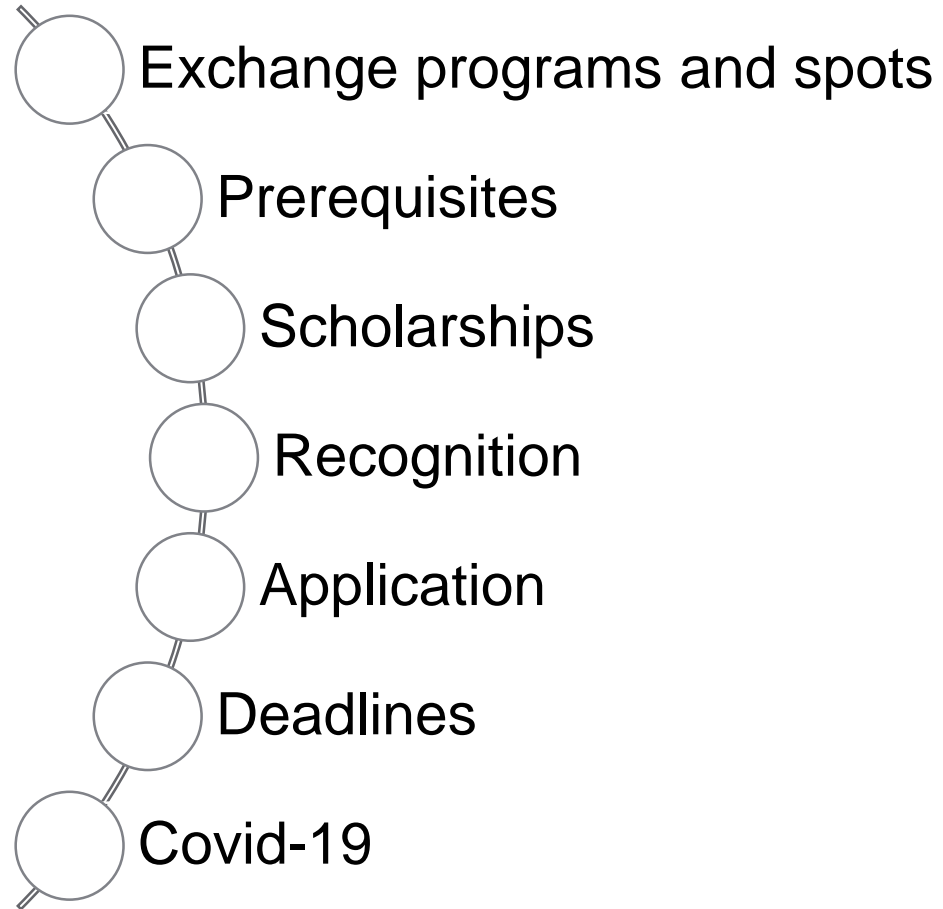 Exchange programs and spots
Prerequisites
Scholarships
Recognition
Application
Deadlines
Covid-19